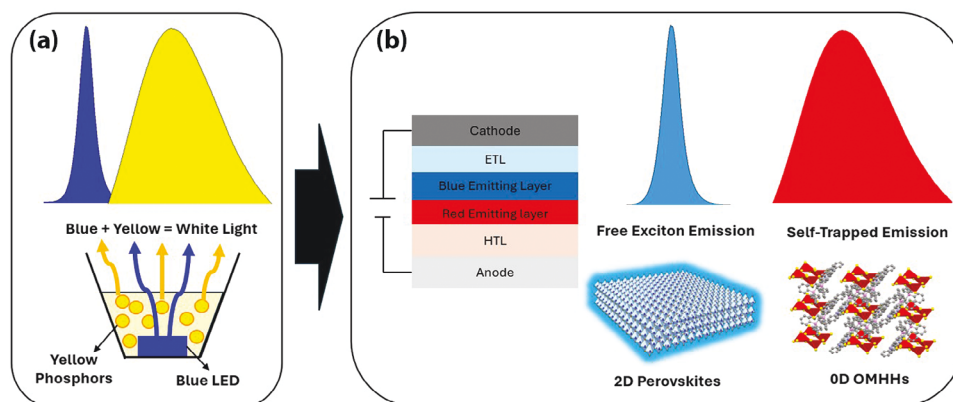 (a)
Blue + Yellow = White Light
Yellow
Phosphors
Blue LED
(b)
Cathode
ETL
Blue Emitting Layer
Red Emitting layer
HTL
Anode
Free Exciton Emission
Self-Trapped Emission
2D Perovskites
0D OMHHs